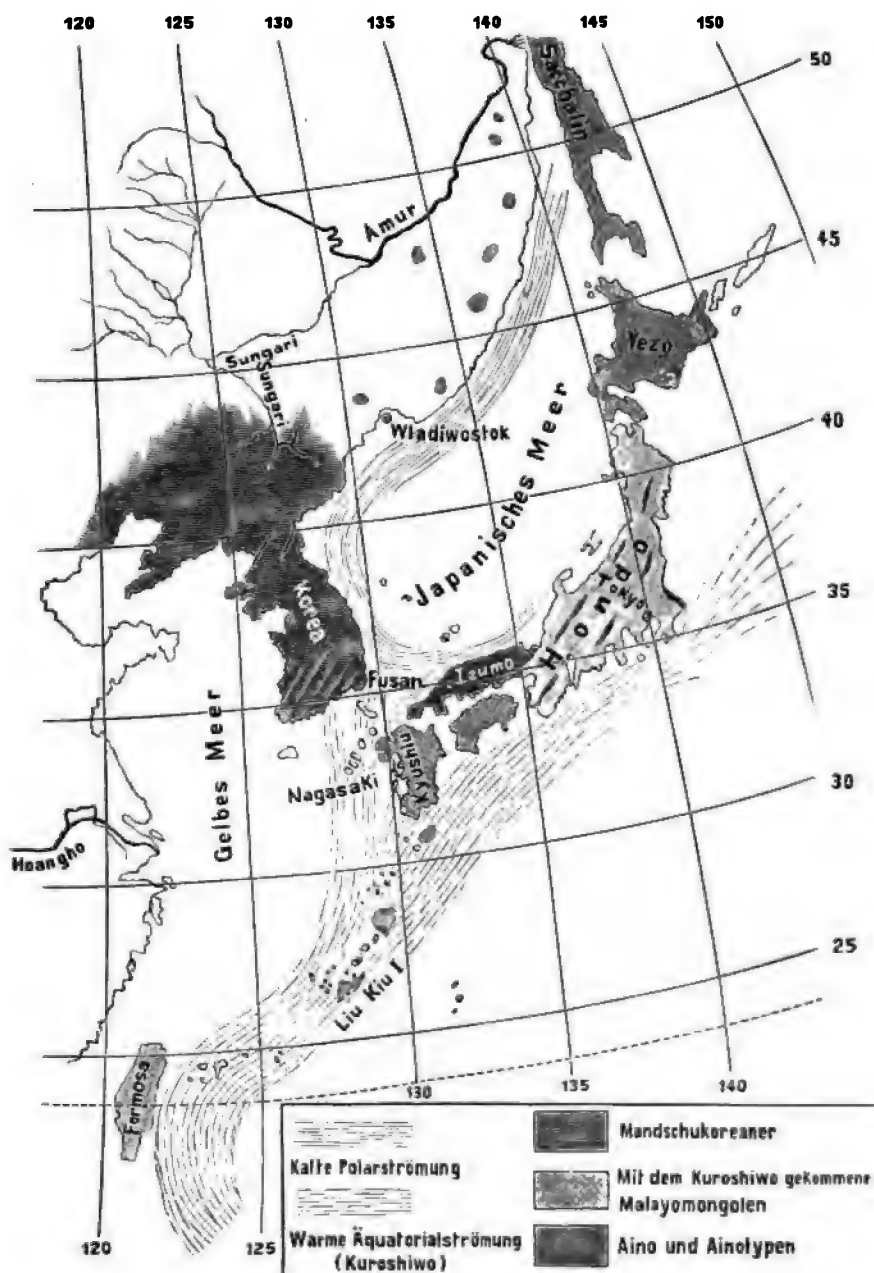 120 125 130 135 140 145 150
50
Sacchalin
Amur
45
Sungari
Sungari
Yezo
Wladiwostok
40
Japanisches Meer
Korea
Hondo
Tokyo
35
Fusan
Izumo
Gelbes Meer
Kyushiu
Nagasaki
30
Hoangho
25
Liu Kiu I
Formosa
130 135 140
120 125
Kalte Polarströmung
Warme Äquatorialströmung
(Kuroshiwo)
Mandschukoreaner
Mit dem Kuroshiwo gekommene
Malayomongolen
Aino und Ainotypen